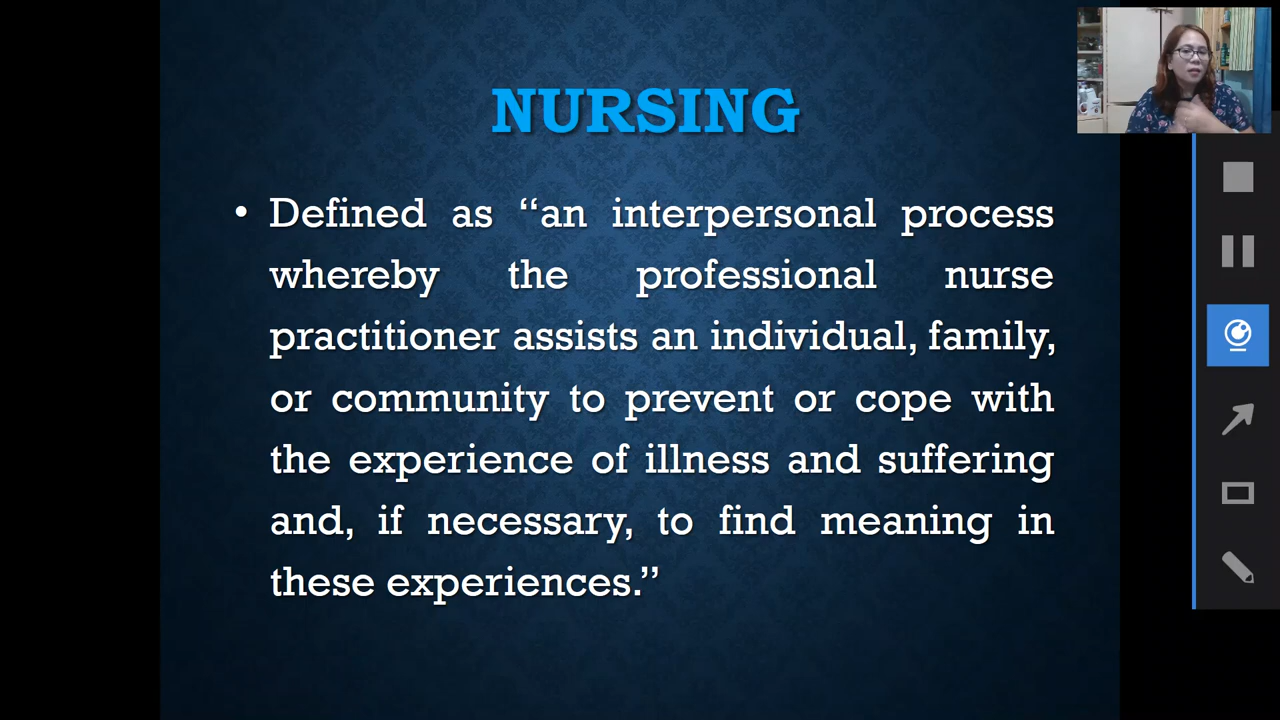 NURSING
• Defined as “an interpersonal process
whereby the professional nurse
practitioner assists an individual, family,
or community to prevent or cope with
the experience of illness and suffering
and, if necessary, to find meaning in
these experiences.”